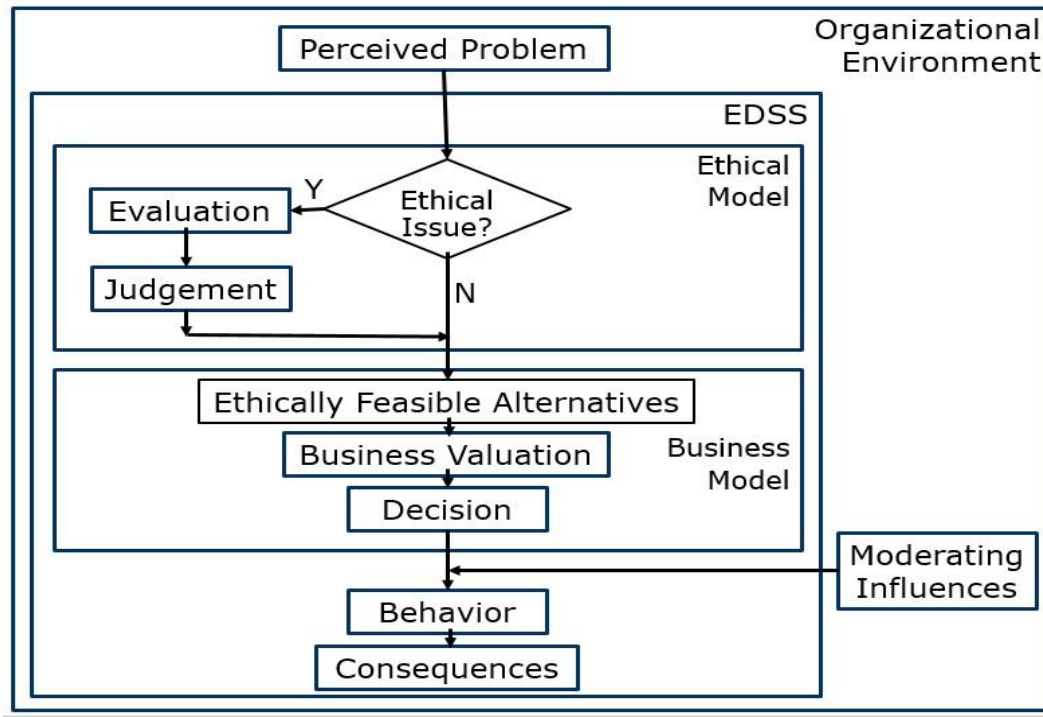 Organizational
Environment
Perceived Problem
EDSS
Ethical
Model
Ethical
Issue?
Y
Evaluation
Judgement
N
Ethically Feasible Alternatives
Business Valuation
Business
Model
Decision
Moderating
Influences
Behavior
Consequences